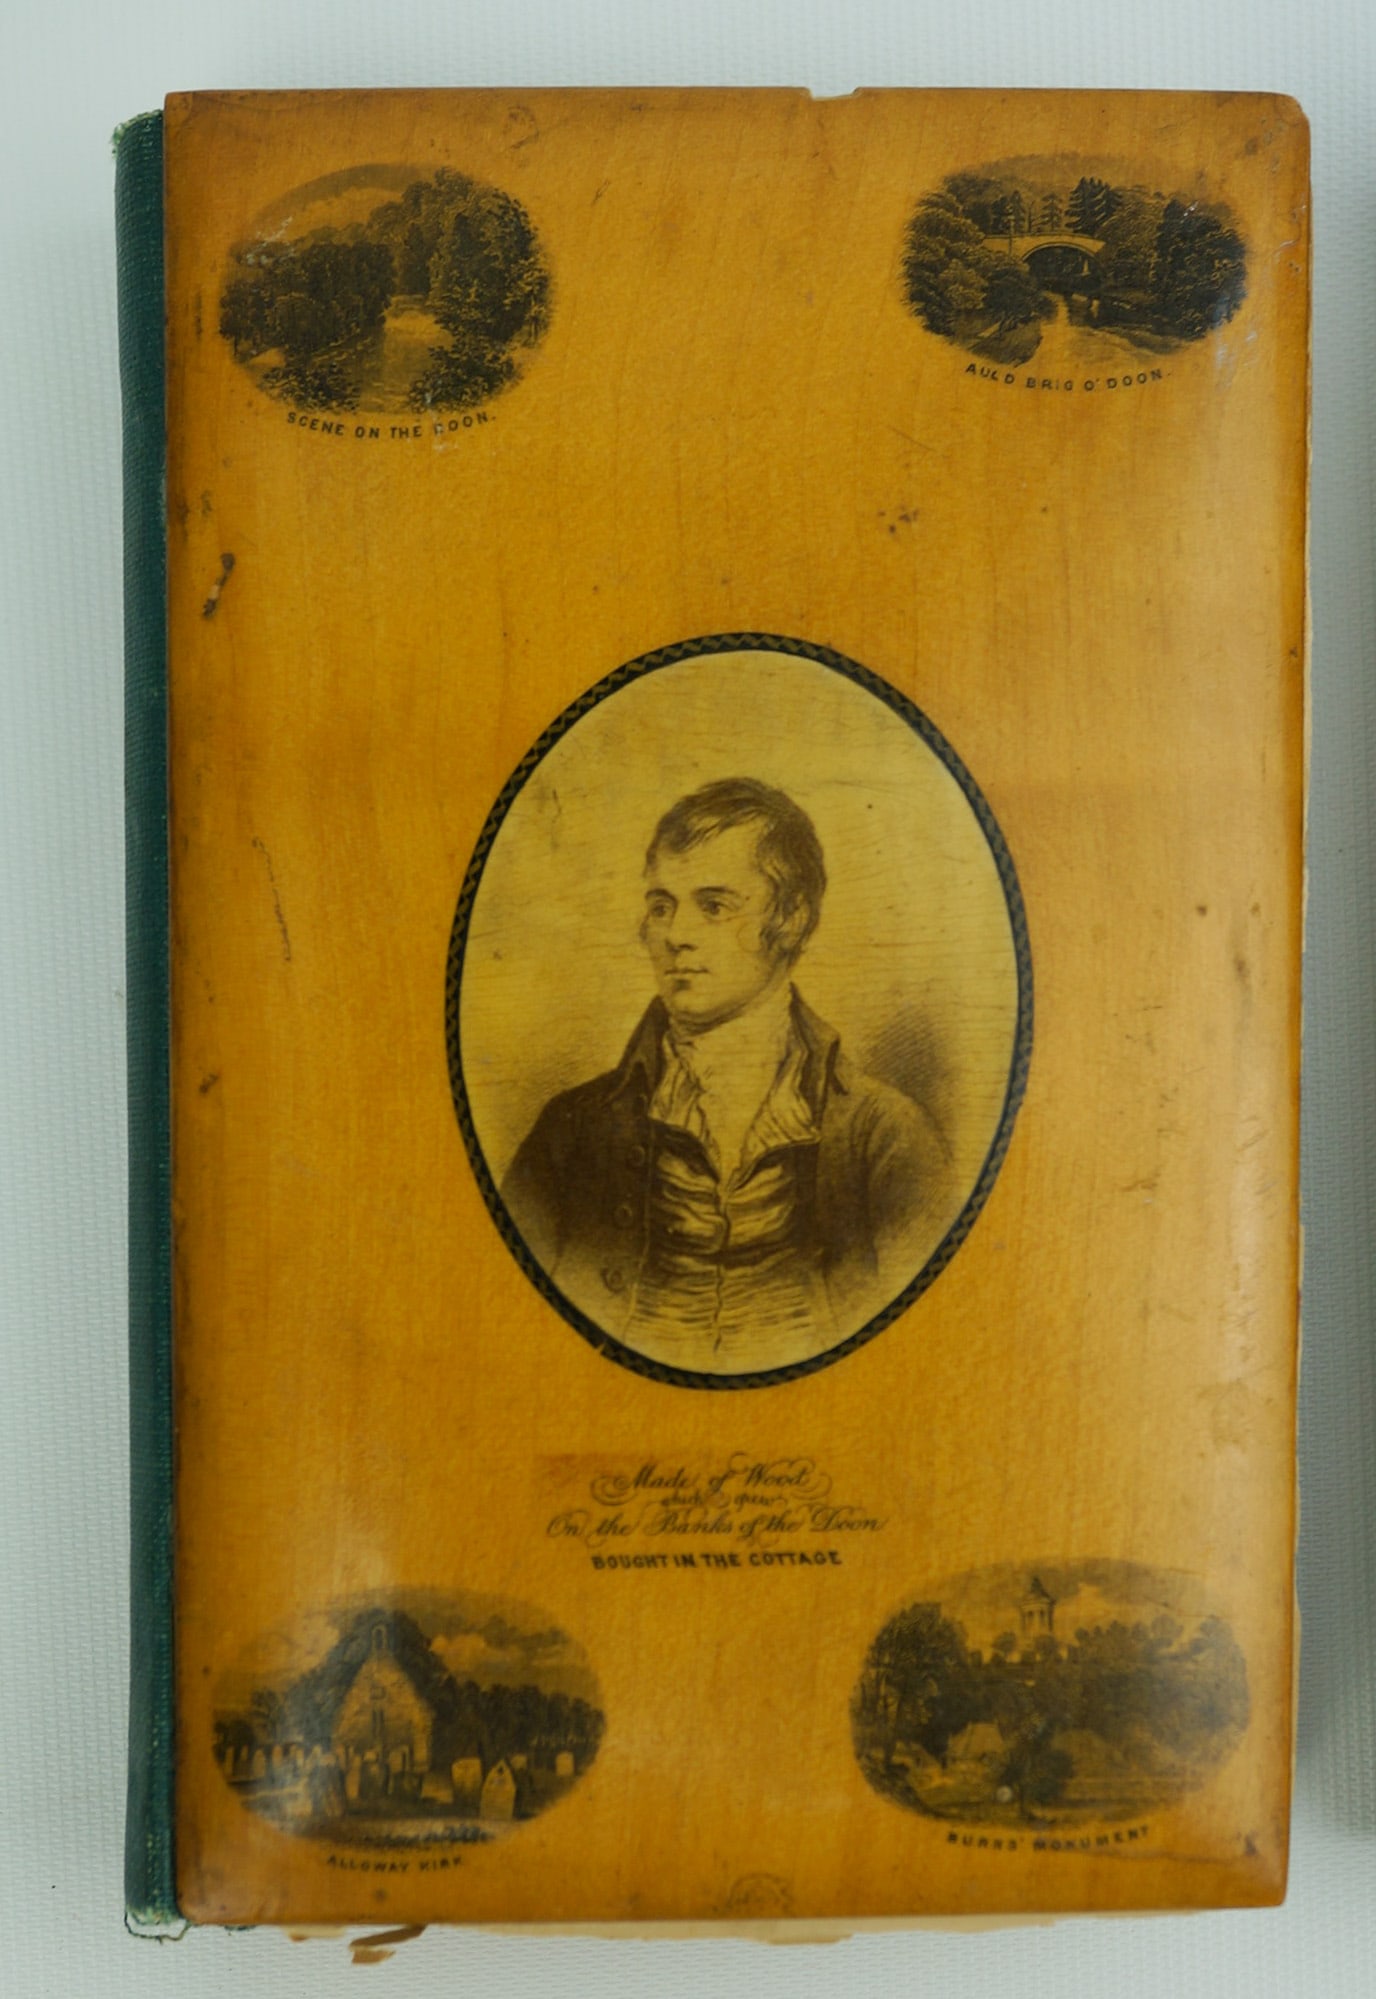 SCENE ON THE DOON.
AULD BRIG O' DOON.
Made of Wood
which grew
On the Banks of the Doon
BOUGHT IN THE COTTAGE
ALLOWAY KIRK
BURNS' MONUMENT